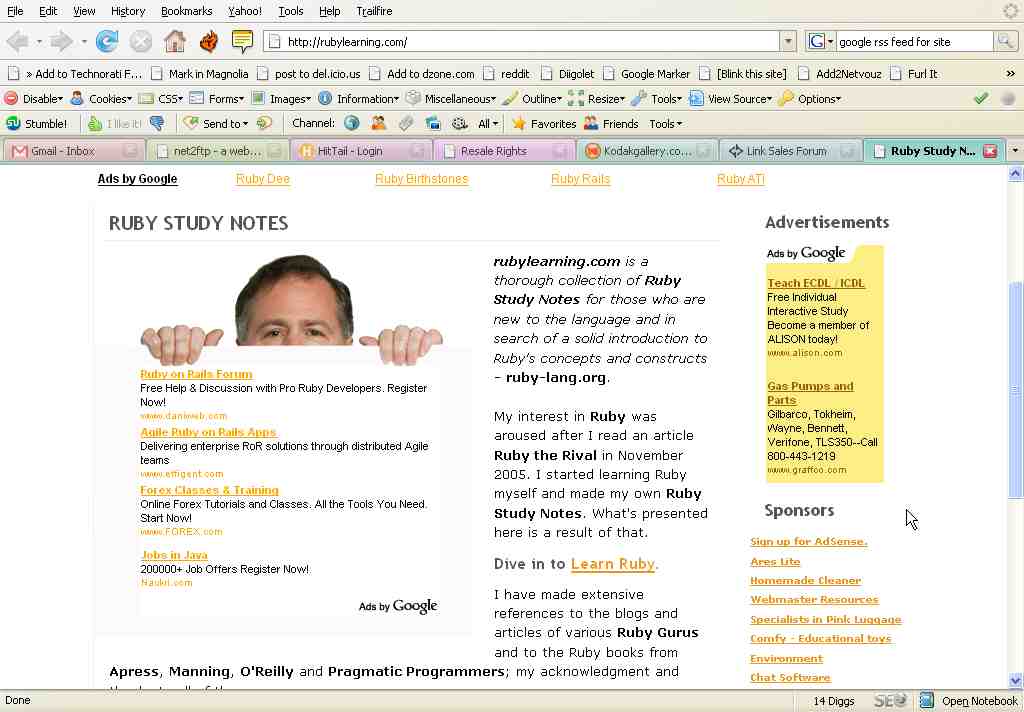 File Edit View History Bookmarks Yahoo! Tools Help Trailfire
http://rubylearning.com/
G google rss feed for site
» Add to Technorati F... Mark in Magnolia post to del.icio.us Add to dzone.com reddit Diigolet Google Marker [Blink this site] Add2Netvouz Furl It »
Disable Cookies CSS Forms Images Information Miscellaneous Outline Resize Tools View Source Options
Stumble! I like it! Send to Channel: All Favorites Friends Tools
Gmail - Inbox net2ftp - a web... HitTail - Login Resale Rights Kodakgallery.co... Link Sales Forum Ruby Study N...
Ads by Google Ruby Dee Ruby Birthstones Ruby Rails Ruby ATI
RUBY STUDY NOTES
Ruby on Rails Forum
Free Help & Discussion with Pro Ruby Developers. Register
Now!
www.daniweb.com
Agile Ruby on Rails Apps
Delivering enterprise RoR solutions through distributed Agile
teams
www.effigent.com
Forex Classes & Training
Online Forex Tutorials and Classes. All the Tools You Need.
Start Now!
www.FOREX.com
Jobs in Java
200000+ Job Offers Register Now!
Naukri.com
Ads by Google
rubylearning.com is a
thorough collection of Ruby
Study Notes for those who are
new to the language and in
search of a solid introduction to
Ruby's concepts and constructs
– ruby-lang.org.
My interest in Ruby was
aroused after I read an article
Ruby the Rival in November
2005. I started learning Ruby
myself and made my own Ruby
Study Notes. What's presented
here is a result of that.
Dive in to Learn Ruby.
I have made extensive
references to the blogs and
articles of various Ruby Gurus
and to the Ruby books from
Apress, Manning, O'Reilly and Pragmatic Programmers; my acknowledgment and
Advertisements
Ads by Google
Teach ECDL / ICDL
Free Individual
Interactive Study
Become a member of
ALISON today!
www.alison.com
Gas Pumps and
Parts
Gilbarco, Tokheim,
Wayne, Bennett,
Verifone, TLS350--Call
800-443-1219
www.graffco.com
Sponsors
Sign up for AdSense.
Ares Lite
Homemade Cleaner
Webmaster Resources
Specialists in Pink Luggage
Comfy - Educational toys
Environment
Chat Software
Done 14 Diggs SEO Open Notebook